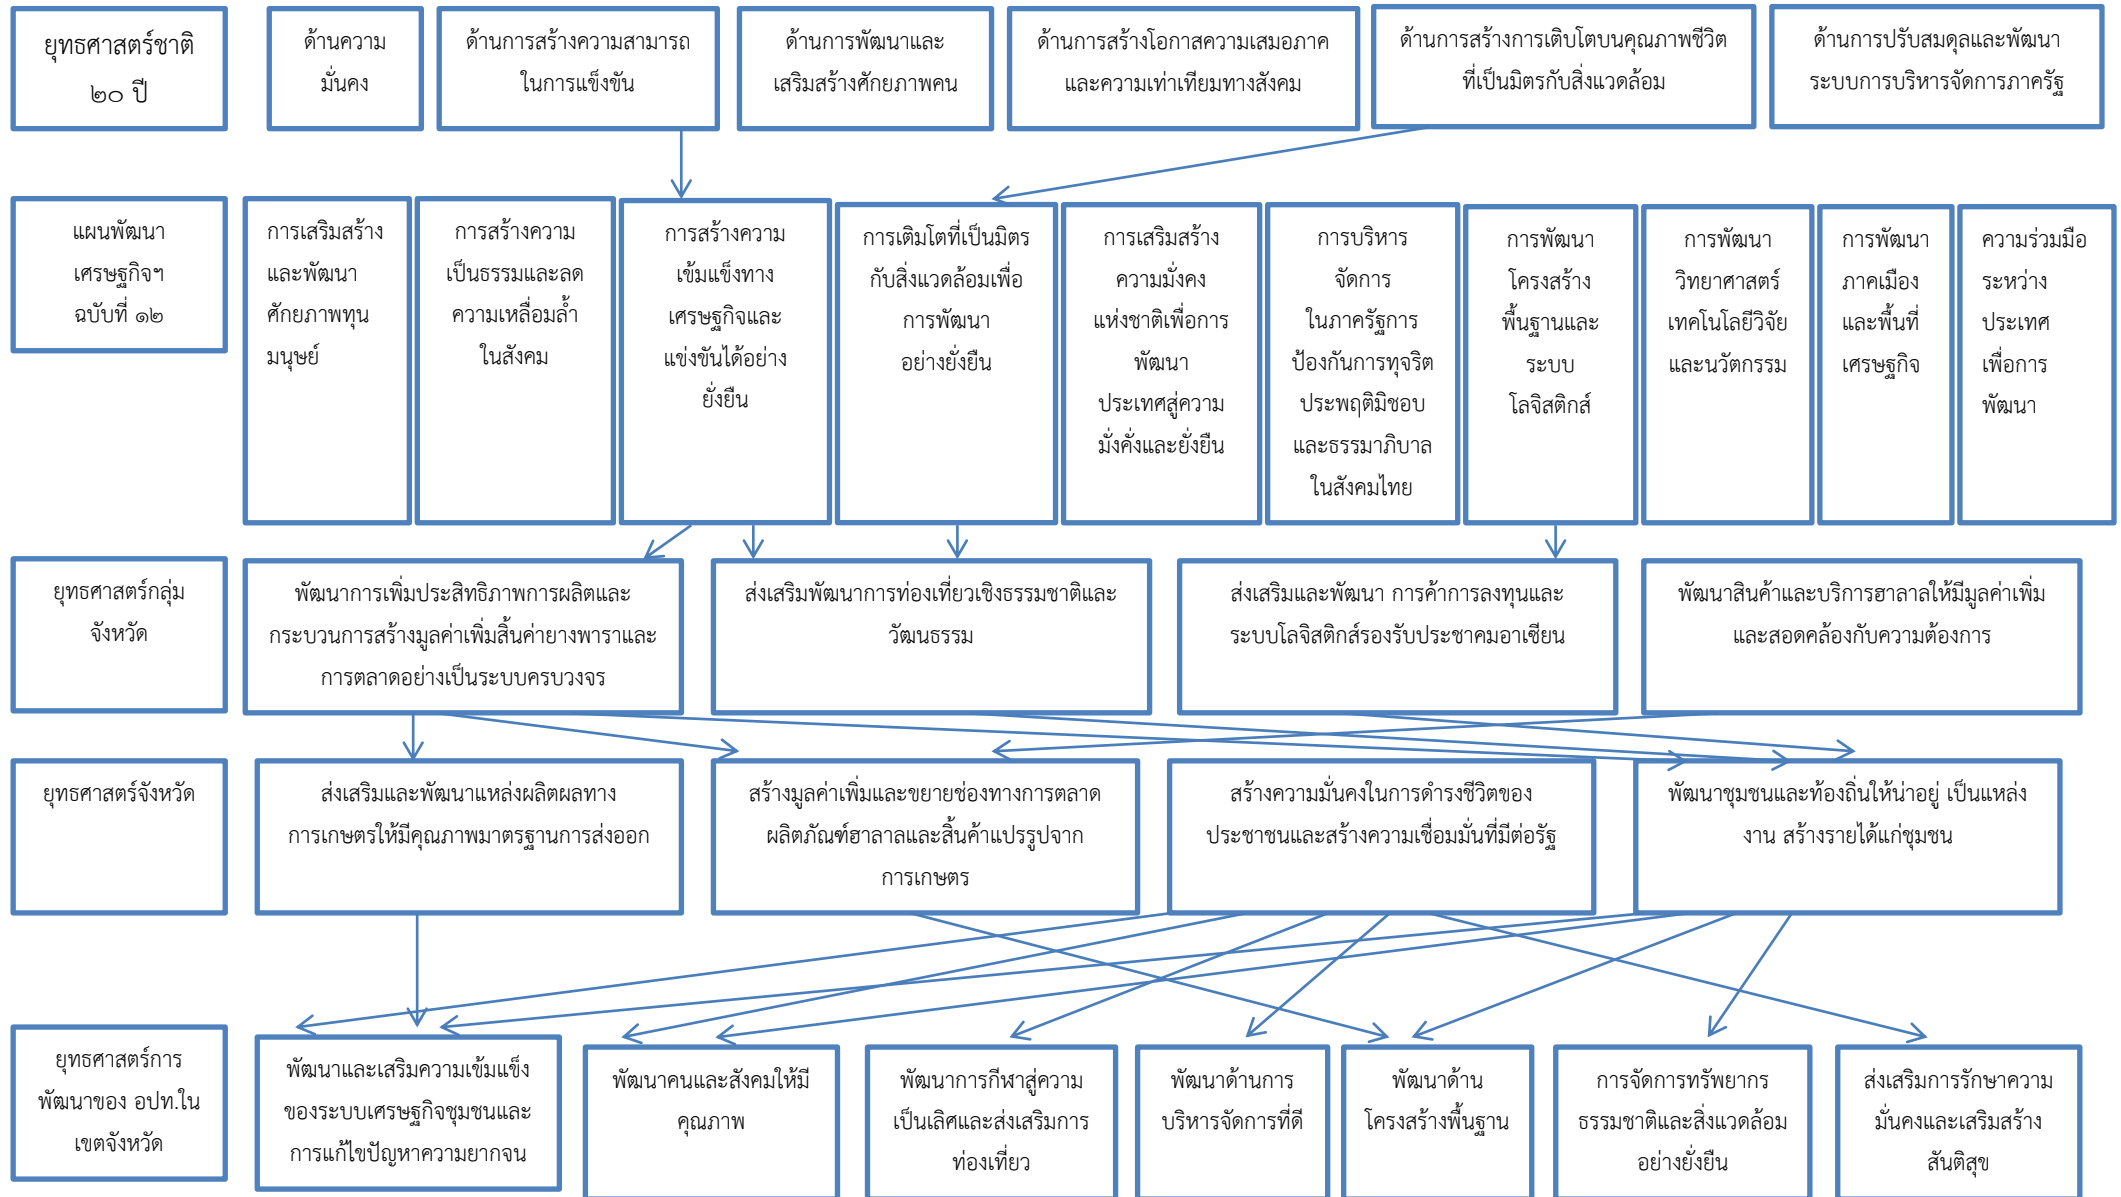 ยุทธศาสตร์ชาติ
๒๐ ปี
ด้านความ
มั่นคง
ด้านการสร้างความสามารถ
ในการแข็งขัน
ด้านการพัฒนาและ
เสริมสร้างศักยภาพคน
ด้านการสร้างโอกาสความเสมอภาค
และความเท่าเทียมทางสังคม
ด้านการสร้างการเติบโตบนคุณภาพชีวิต
ที่เป็นมิตรกับสิ่งแวดล้อม
ด้านการปรับสมดุลและพัฒนา
ระบบการบริหารจัดการภาครัฐ
แผนพัฒนา
เศรษฐกิจฯ
ฉบับที่ ๑๒
การเสริมสร้าง
และพัฒนา
ศักยภาพทุน
มนุษย์
การสร้างความ
เป็นธรรมและลด
ความเหลื่อมล้ำ
ในสังคม
การสร้างความ
เข้มแข็งทาง
เศรษฐกิจและ
แข่งขันได้อย่าง
ยั่งยืน
การเติมโตที่เป็นมิตร
กับสิ่งแวดล้อมเพื่อ
การพัฒนา
อย่างยั่งยืน
การเสริมสร้าง
ความมั่งคง
แห่งชาติเพื่อการ
พัฒนา
ประเทศสู่ความ
มั่งคั่งและยั่งยืน
การบริหาร
จัดการ
ในภาครัฐการ
ป้องกันการทุจริต
ประพฤติมิชอบ
และธรรมาภิบาล
ในสังคมไทย
การพัฒนา
โครงสร้าง
พื้นฐานและ
ระบบ
โลจิสติกส์
การพัฒนา
วิทยาศาสตร์
เทคโนโลยีวิจัย
และนวัตกรรม
การพัฒนา
ภาคเมือง
และพื้นที่
เศรษฐกิจ
ความร่วมมือ
ระหว่าง
ประเทศ
เพื่อการ
พัฒนา
ยุทธศาสตร์กลุ่ม
จังหวัด
พัฒนาการเพิ่มประสิทธิภาพการผลิตและ
กระบวนการสร้างมูลค่าเพิ่มสิ้นค่ายางพาราและ
การตลาดอย่างเป็นระบบครบวงจร
ส่งเสริมพัฒนาการท่องเที่ยวเชิงธรรมชาติและ
วัฒนธรรม
ส่งเสริมและพัฒนา การค้าการลงทุนและ
ระบบโลจิสติกส์รองรับประชาคมอาเซียน
พัฒนาสินค้าและบริการฮาลาลให้มีมูลค่าเพิ่ม
และสอดคล้องกับความต้องการ
ยุทธศาสตร์จังหวัด
ส่งเสริมและพัฒนาแหล่งผลิตผลทาง
การเกษตรให้มีคุณภาพมาตรฐานการส่งออก
สร้างมูลค่าเพิ่มและขยายช่องทางการตลาด
ผลิตภัณฑ์ฮาลาลและสิ้นค้าแปรรูปจาก
การเกษตร
สร้างความมั่นคงในการดำรงชีวิตของ
ประชาชนและสร้างความเชื่อมมั่นที่มีต่อรัฐ
พัฒนาชุมชนและท้องถิ่นให้น่าอยู่ เป็นแหล่ง
งาน สร้างรายได้แก่ชุมชน
ยุทธศาสตร์การ
พัฒนาของ อปท.ใน
เขตจังหวัด
พัฒนาและเสริมความเข้มแข็ง
ของระบบเศรษฐกิจชุมชนและ
การแก้ไขปัญหาความยากจน
พัฒนาคนและสังคมให้มี
คุณภาพ
พัฒนาการกีฬาสู่ความ
เป็นเลิศและส่งเสริมการ
ท่องเที่ยว
พัฒนาด้านการ
บริหารจัดการที่ดี
พัฒนาด้าน
โครงสร้างพื้นฐาน
การจัดการทรัพยากร
ธรรมชาติและสิ่งแวดล้อม
อย่างยั่งยืน
ส่งเสริมการรักษาความ
มั่นคงและเสริมสร้าง
สันติสุข